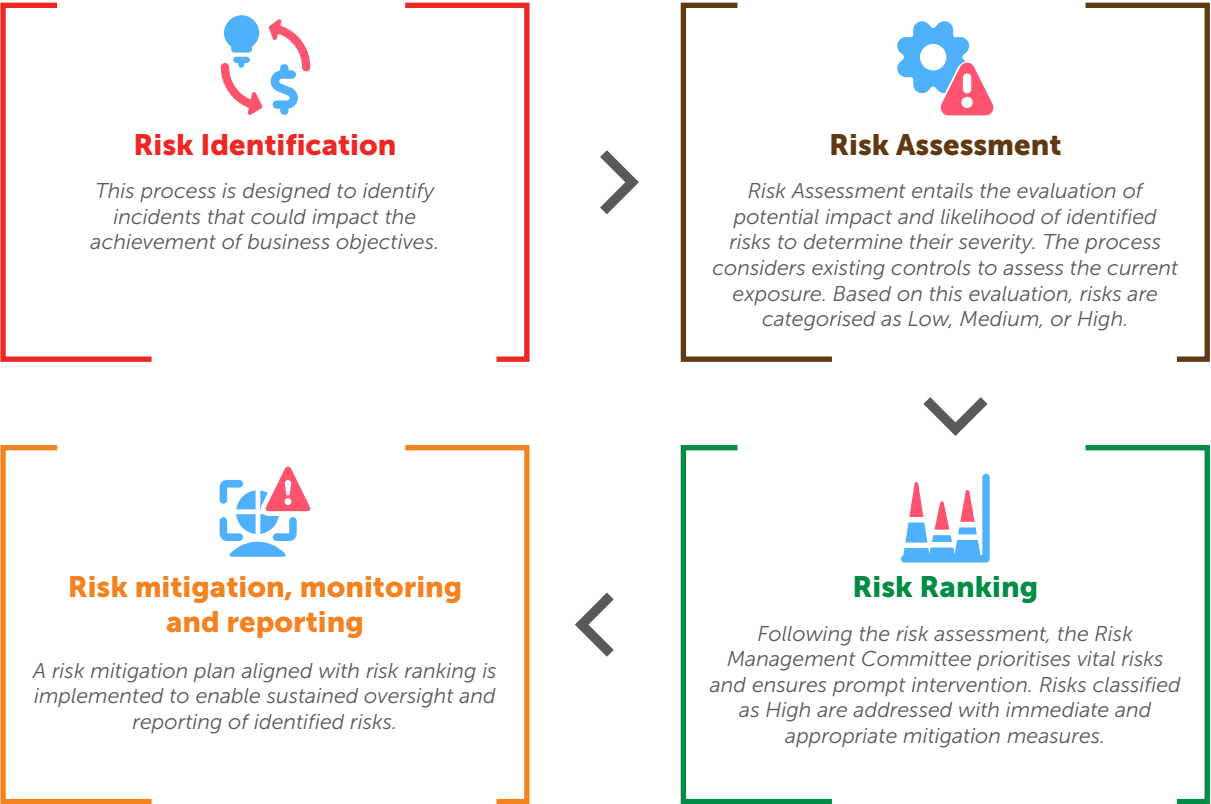 Risk Identification
This process is designed to identify
incidents that could impact the
achievement of business objectives.
Risk Assessment
Risk Assessment entails the evaluation of
potential impact and likelihood of identified
risks to determine their severity. The process
considers existing controls to assess the current
exposure. Based on this evaluation, risks are
categorised as Low, Medium, or High.
Risk Ranking
Following the risk assessment, the Risk
Management Committee prioritises vital risks
and ensures prompt intervention. Risks classified
as High are addressed with immediate and
appropriate mitigation measures.
Risk mitigation, monitoring
and reporting
A risk mitigation plan aligned with risk ranking is
implemented to enable sustained oversight and
reporting of identified risks.